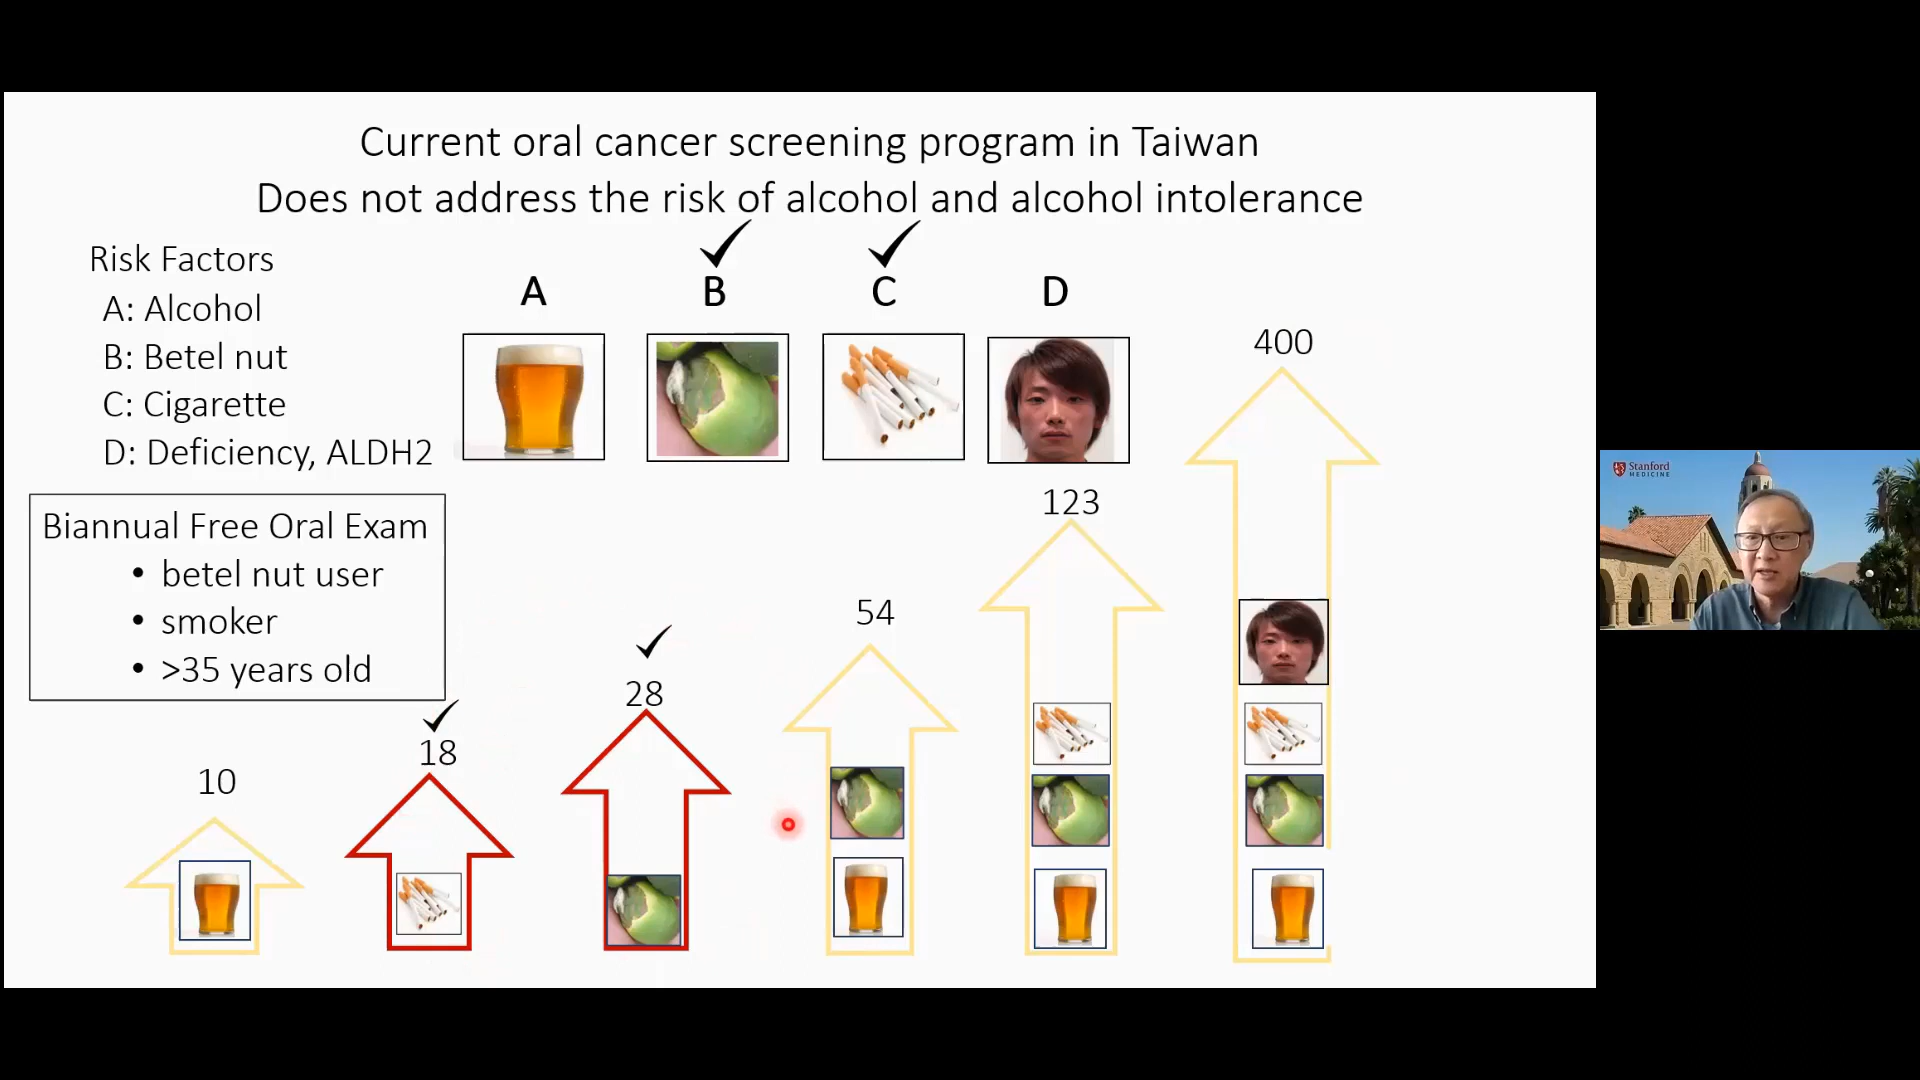 Current oral cancer screening program in Taiwan
Does not address the risk of alcohol and alcohol intolerance
Risk Factors
A: Alcohol
B: Betel nut
C: Cigarette
D: Deficiency, ALDH2
A B C D
Biannual Free Oral Exam
• betel nut user
• smoker
• >35 years old
10
18
28
54
123
400
Stanford
MEDICINE